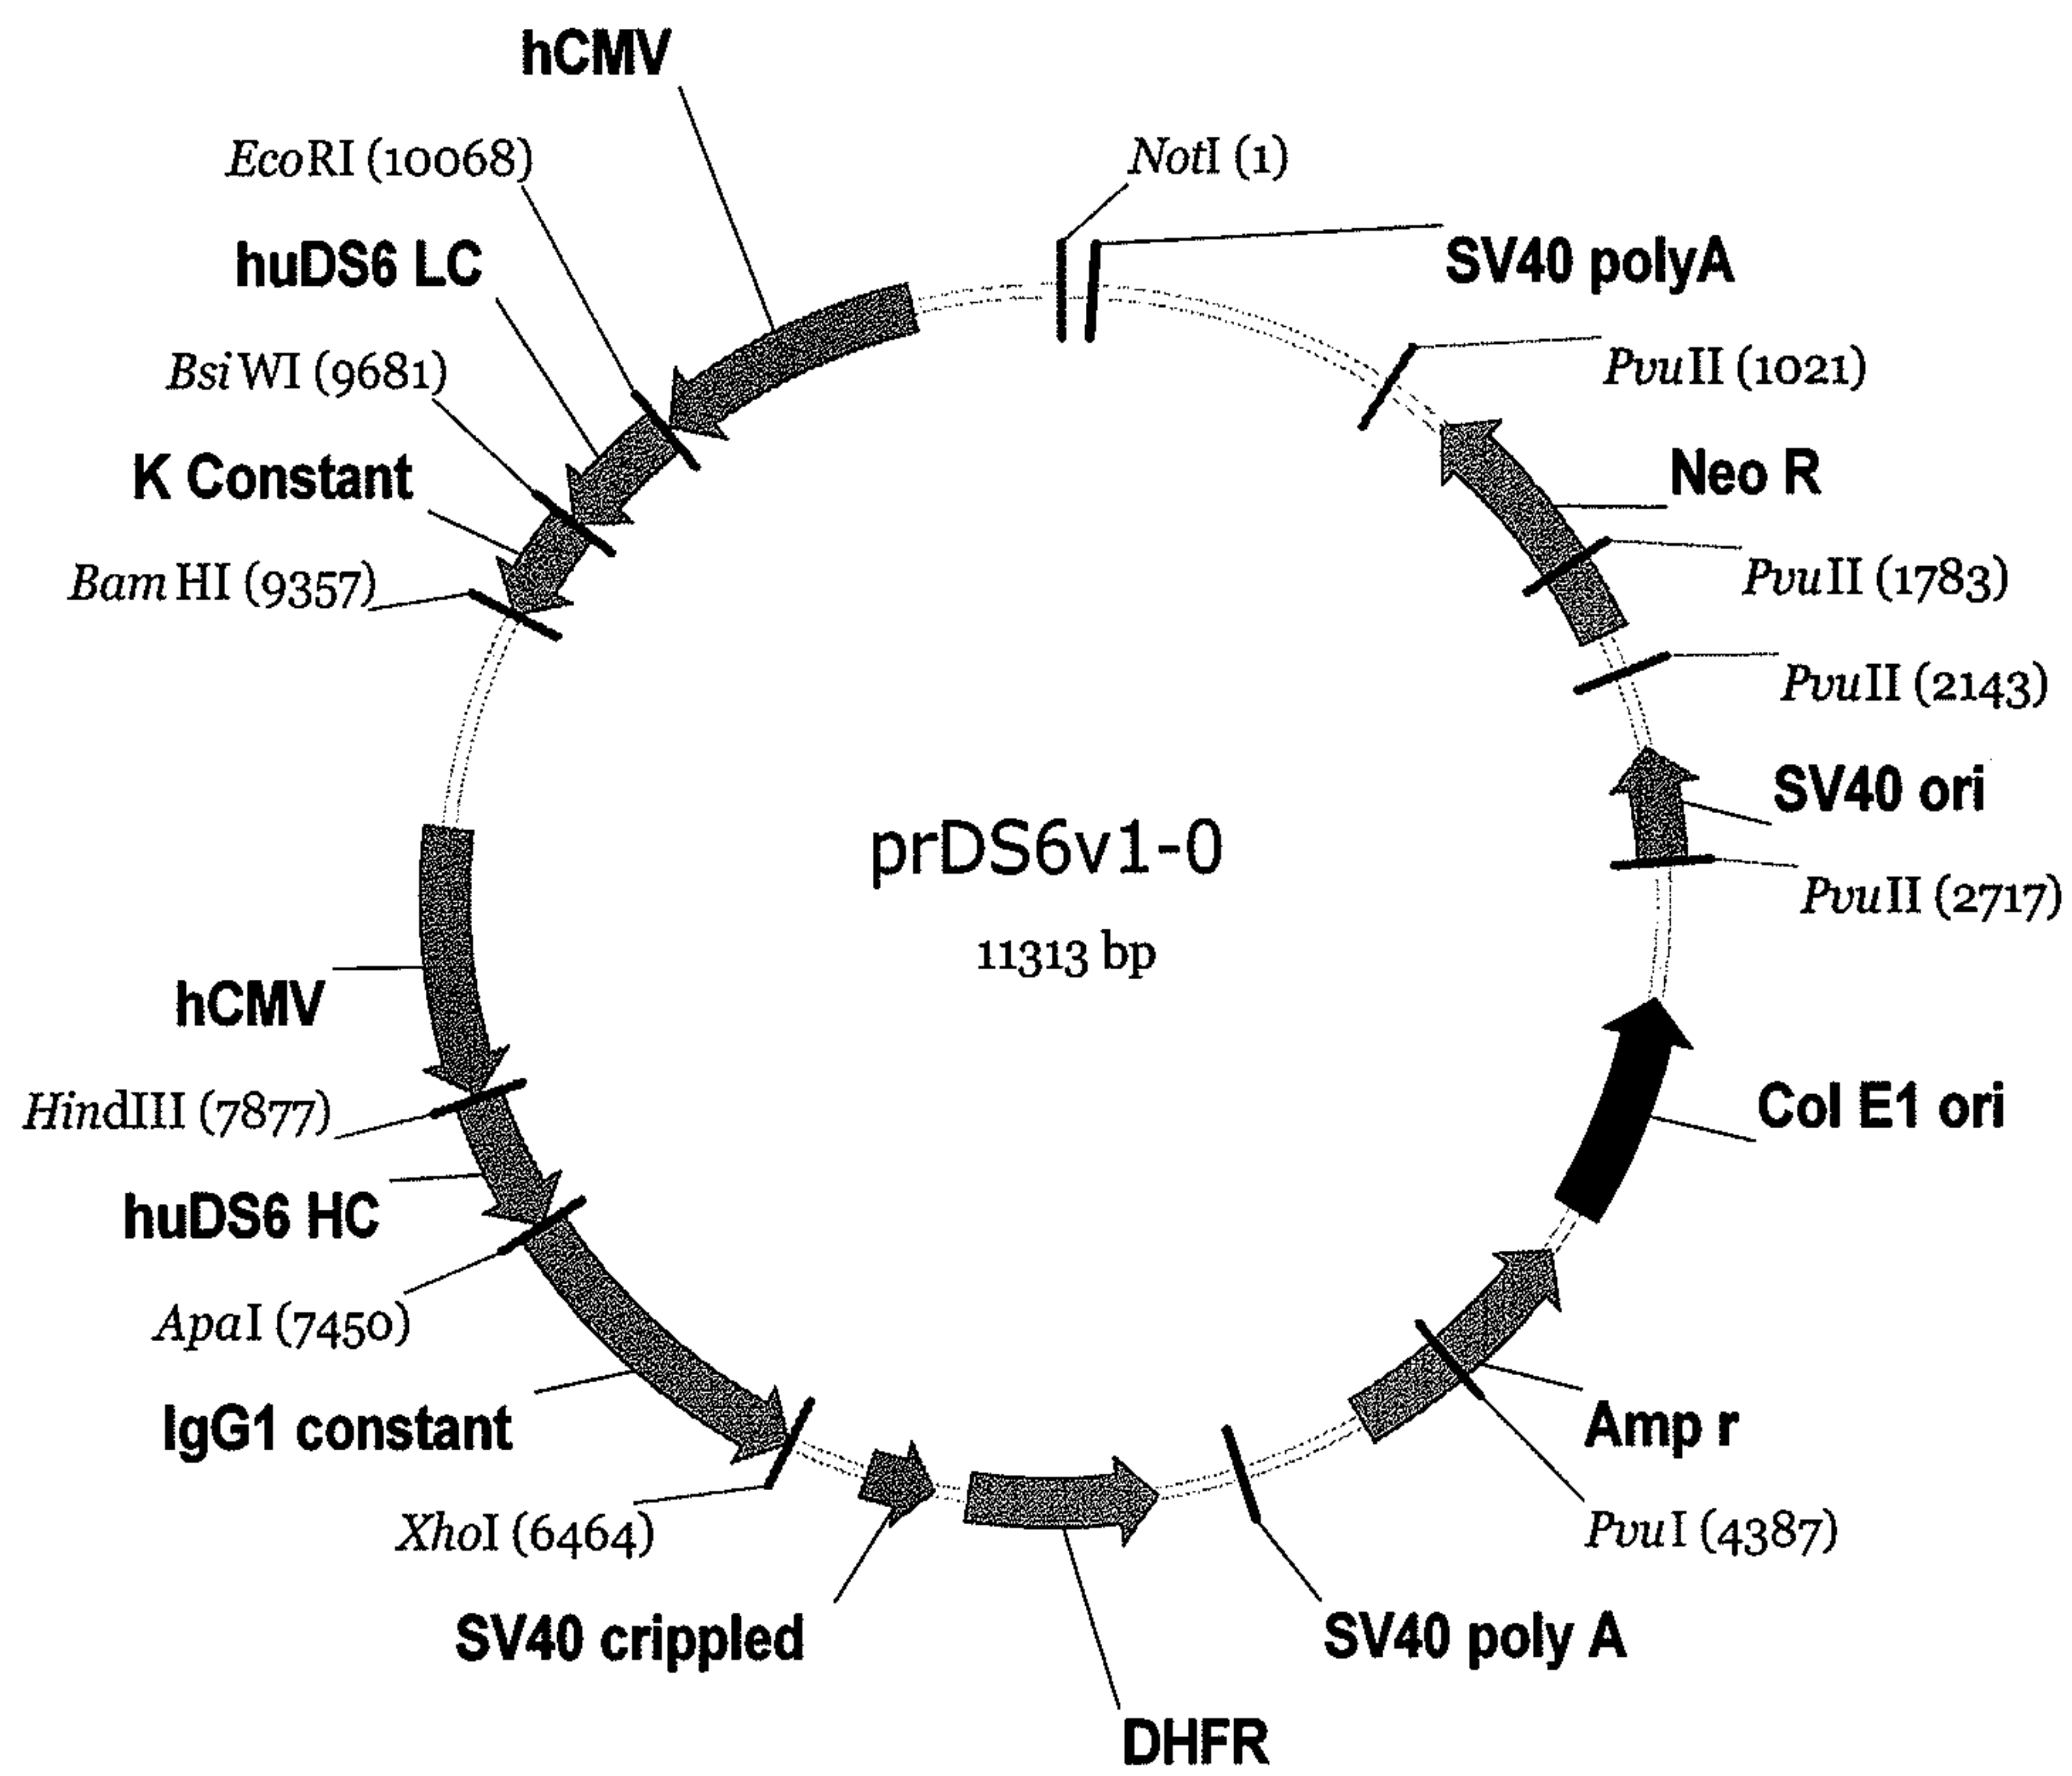 hCMV
EcoRI (10068)
NotI (1)
huDS6 LC
SV40 polyA
BsiWI (9681)
PvuII (1021)
K Constant
Neo R
BamHI (9357)
PvuII (1783)
PvuII (2143)
SV40 ori
prDS6v1-0
PvuII (2717)
11313 bp
hCMV
HindIII (7877)
Col E1 ori
huDS6 HC
ApaI (7450)
IgG1 constant
Amp r
XhoI (6464)
PvuI (4387)
SV40 crippled
SV40 poly A
DHFR